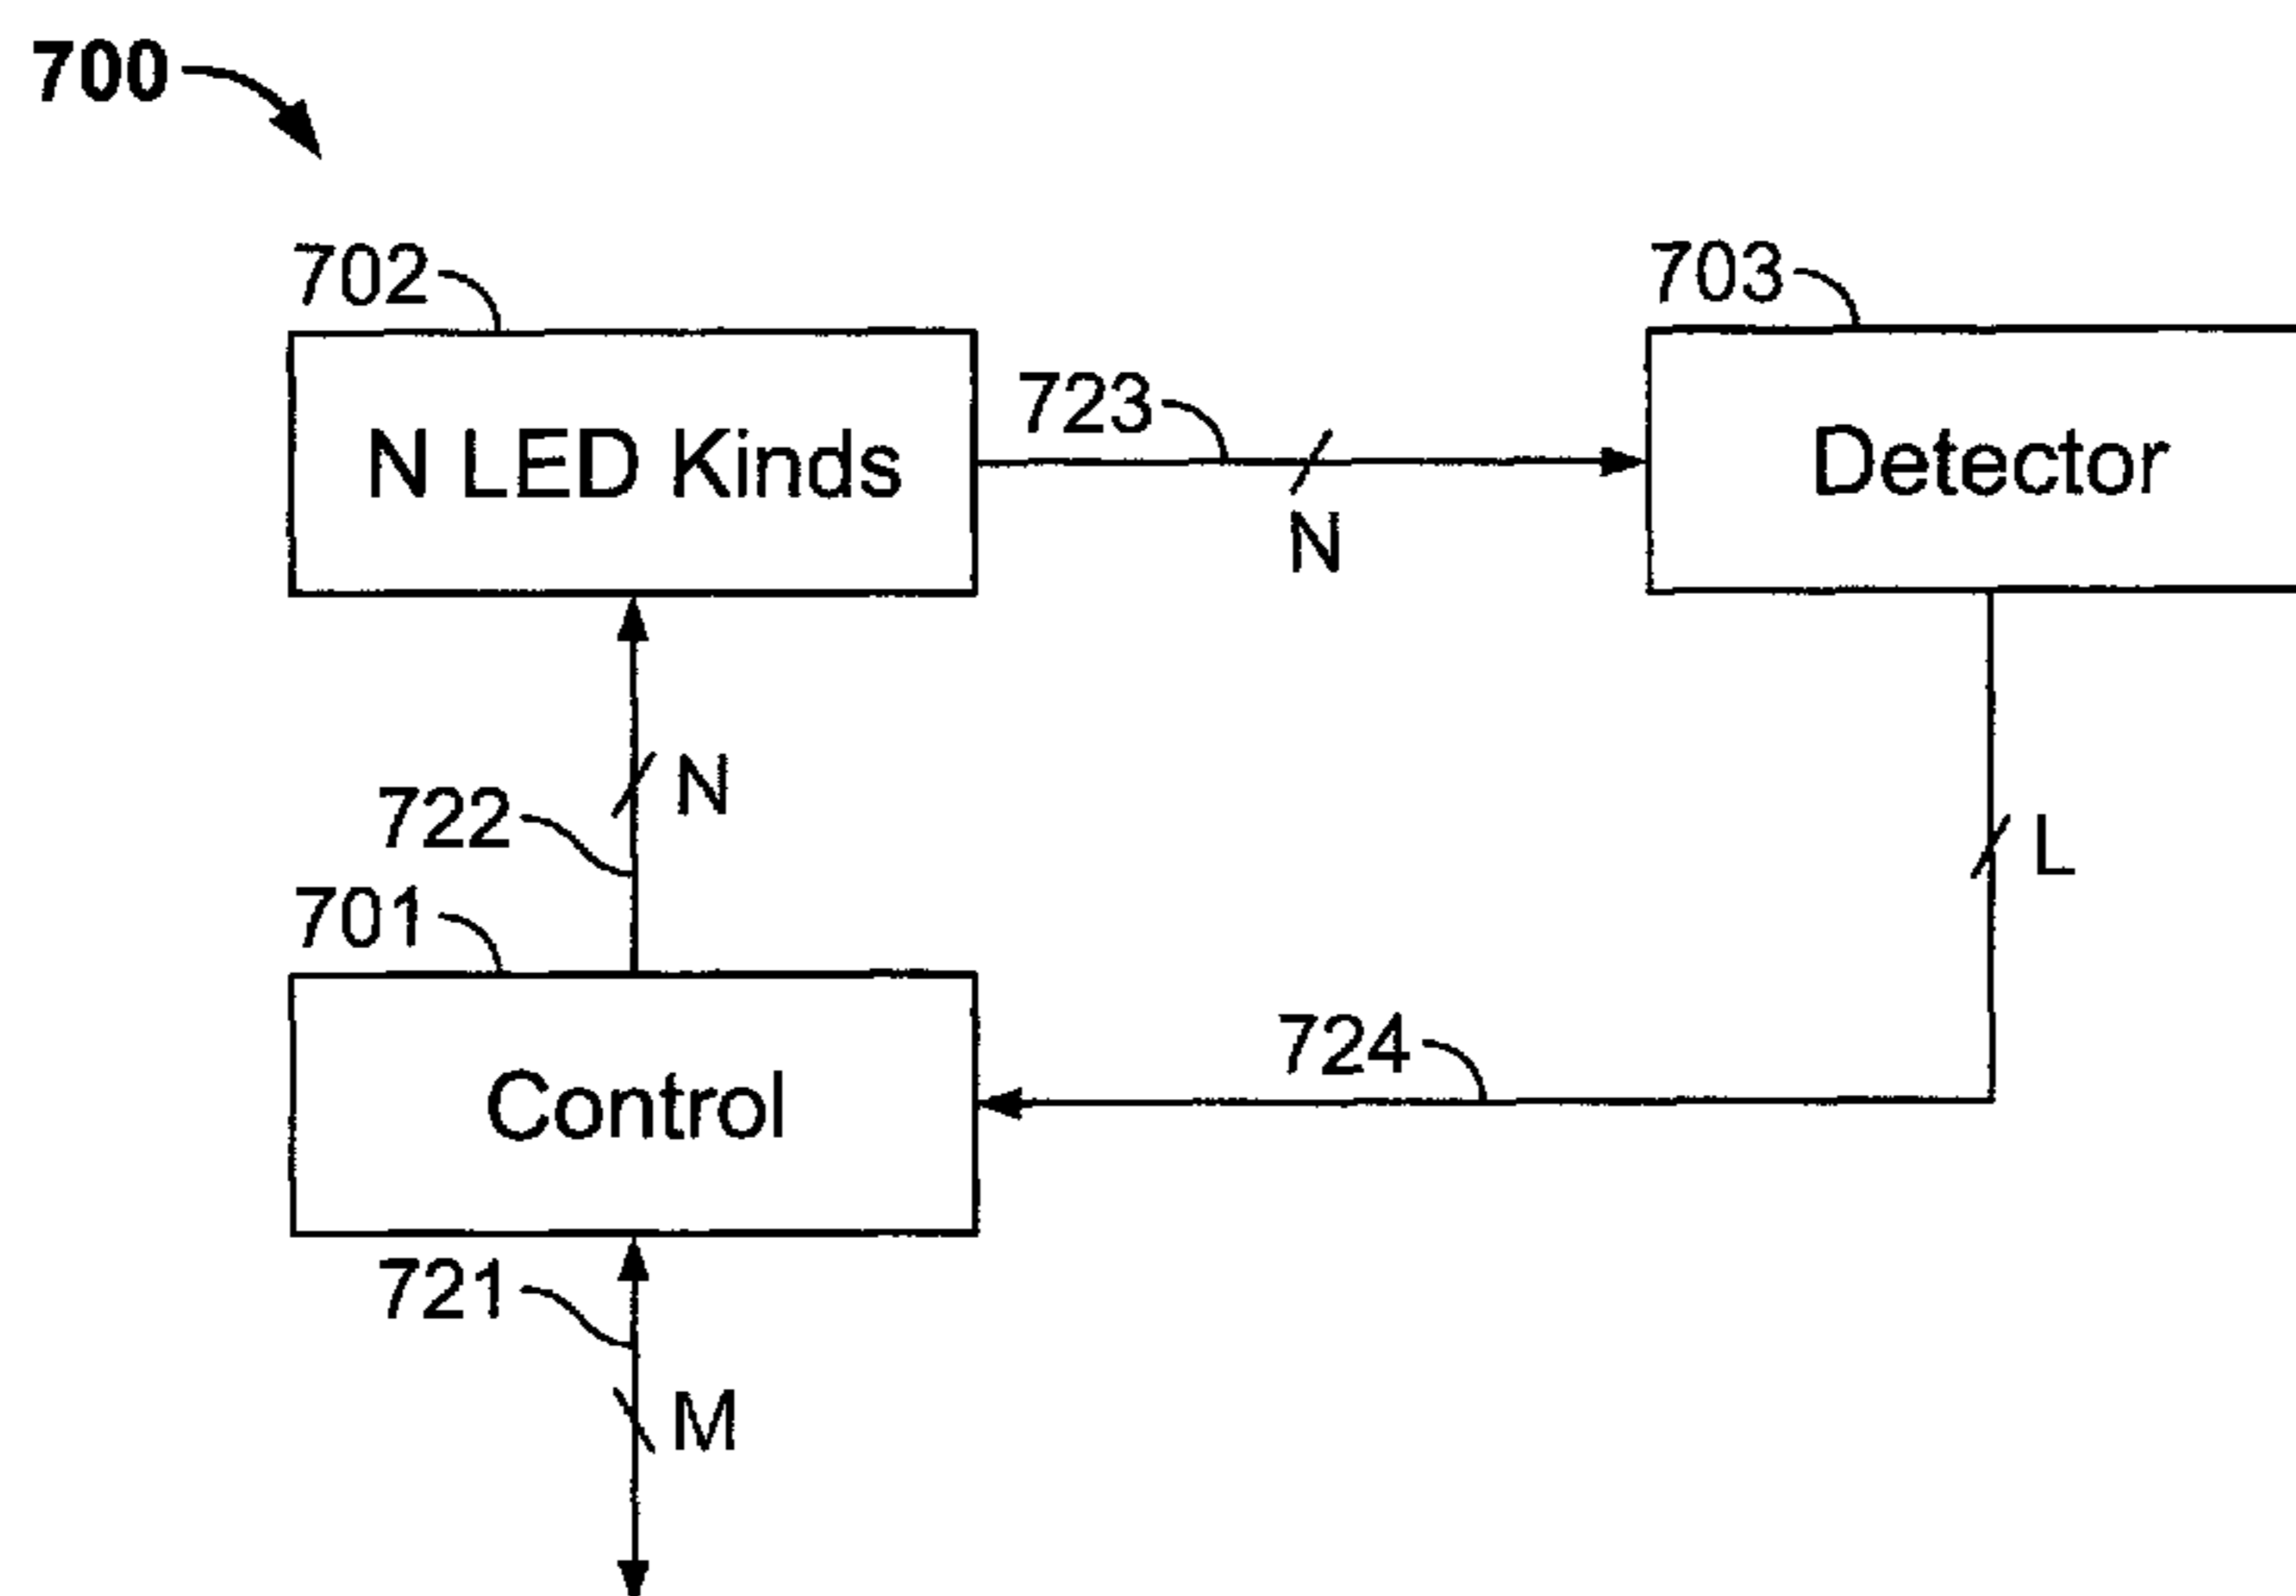 700
702
703
723
N LED Kinds
Detector
N
N
722
L
701
724
Control
721
M